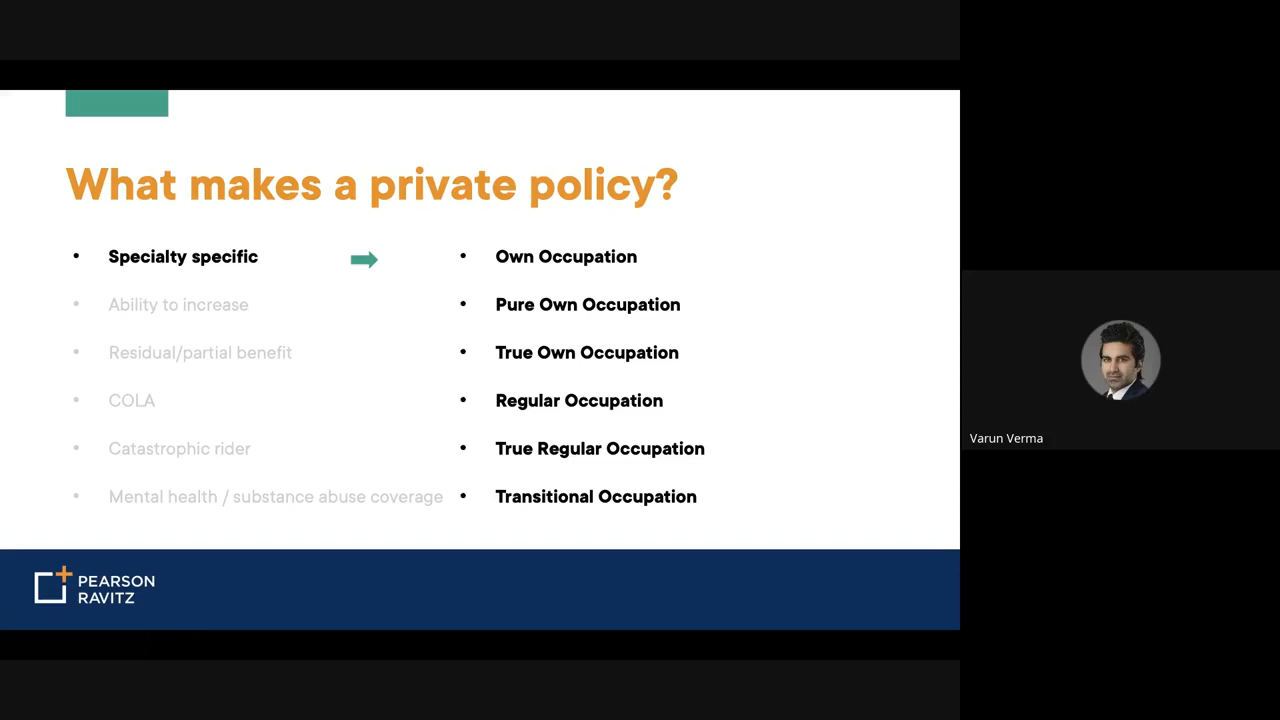 What makes a private policy?
• Specialty specific
• Ability to increase
• Residual/partial benefit
• COLA
• Catastrophic rider
• Mental health / substance abuse coverage
• Own Occupation
• Pure Own Occupation
• True Own Occupation
• Regular Occupation
• True Regular Occupation
• Transitional Occupation
PEARSON
RAVITZ
Varun Verma